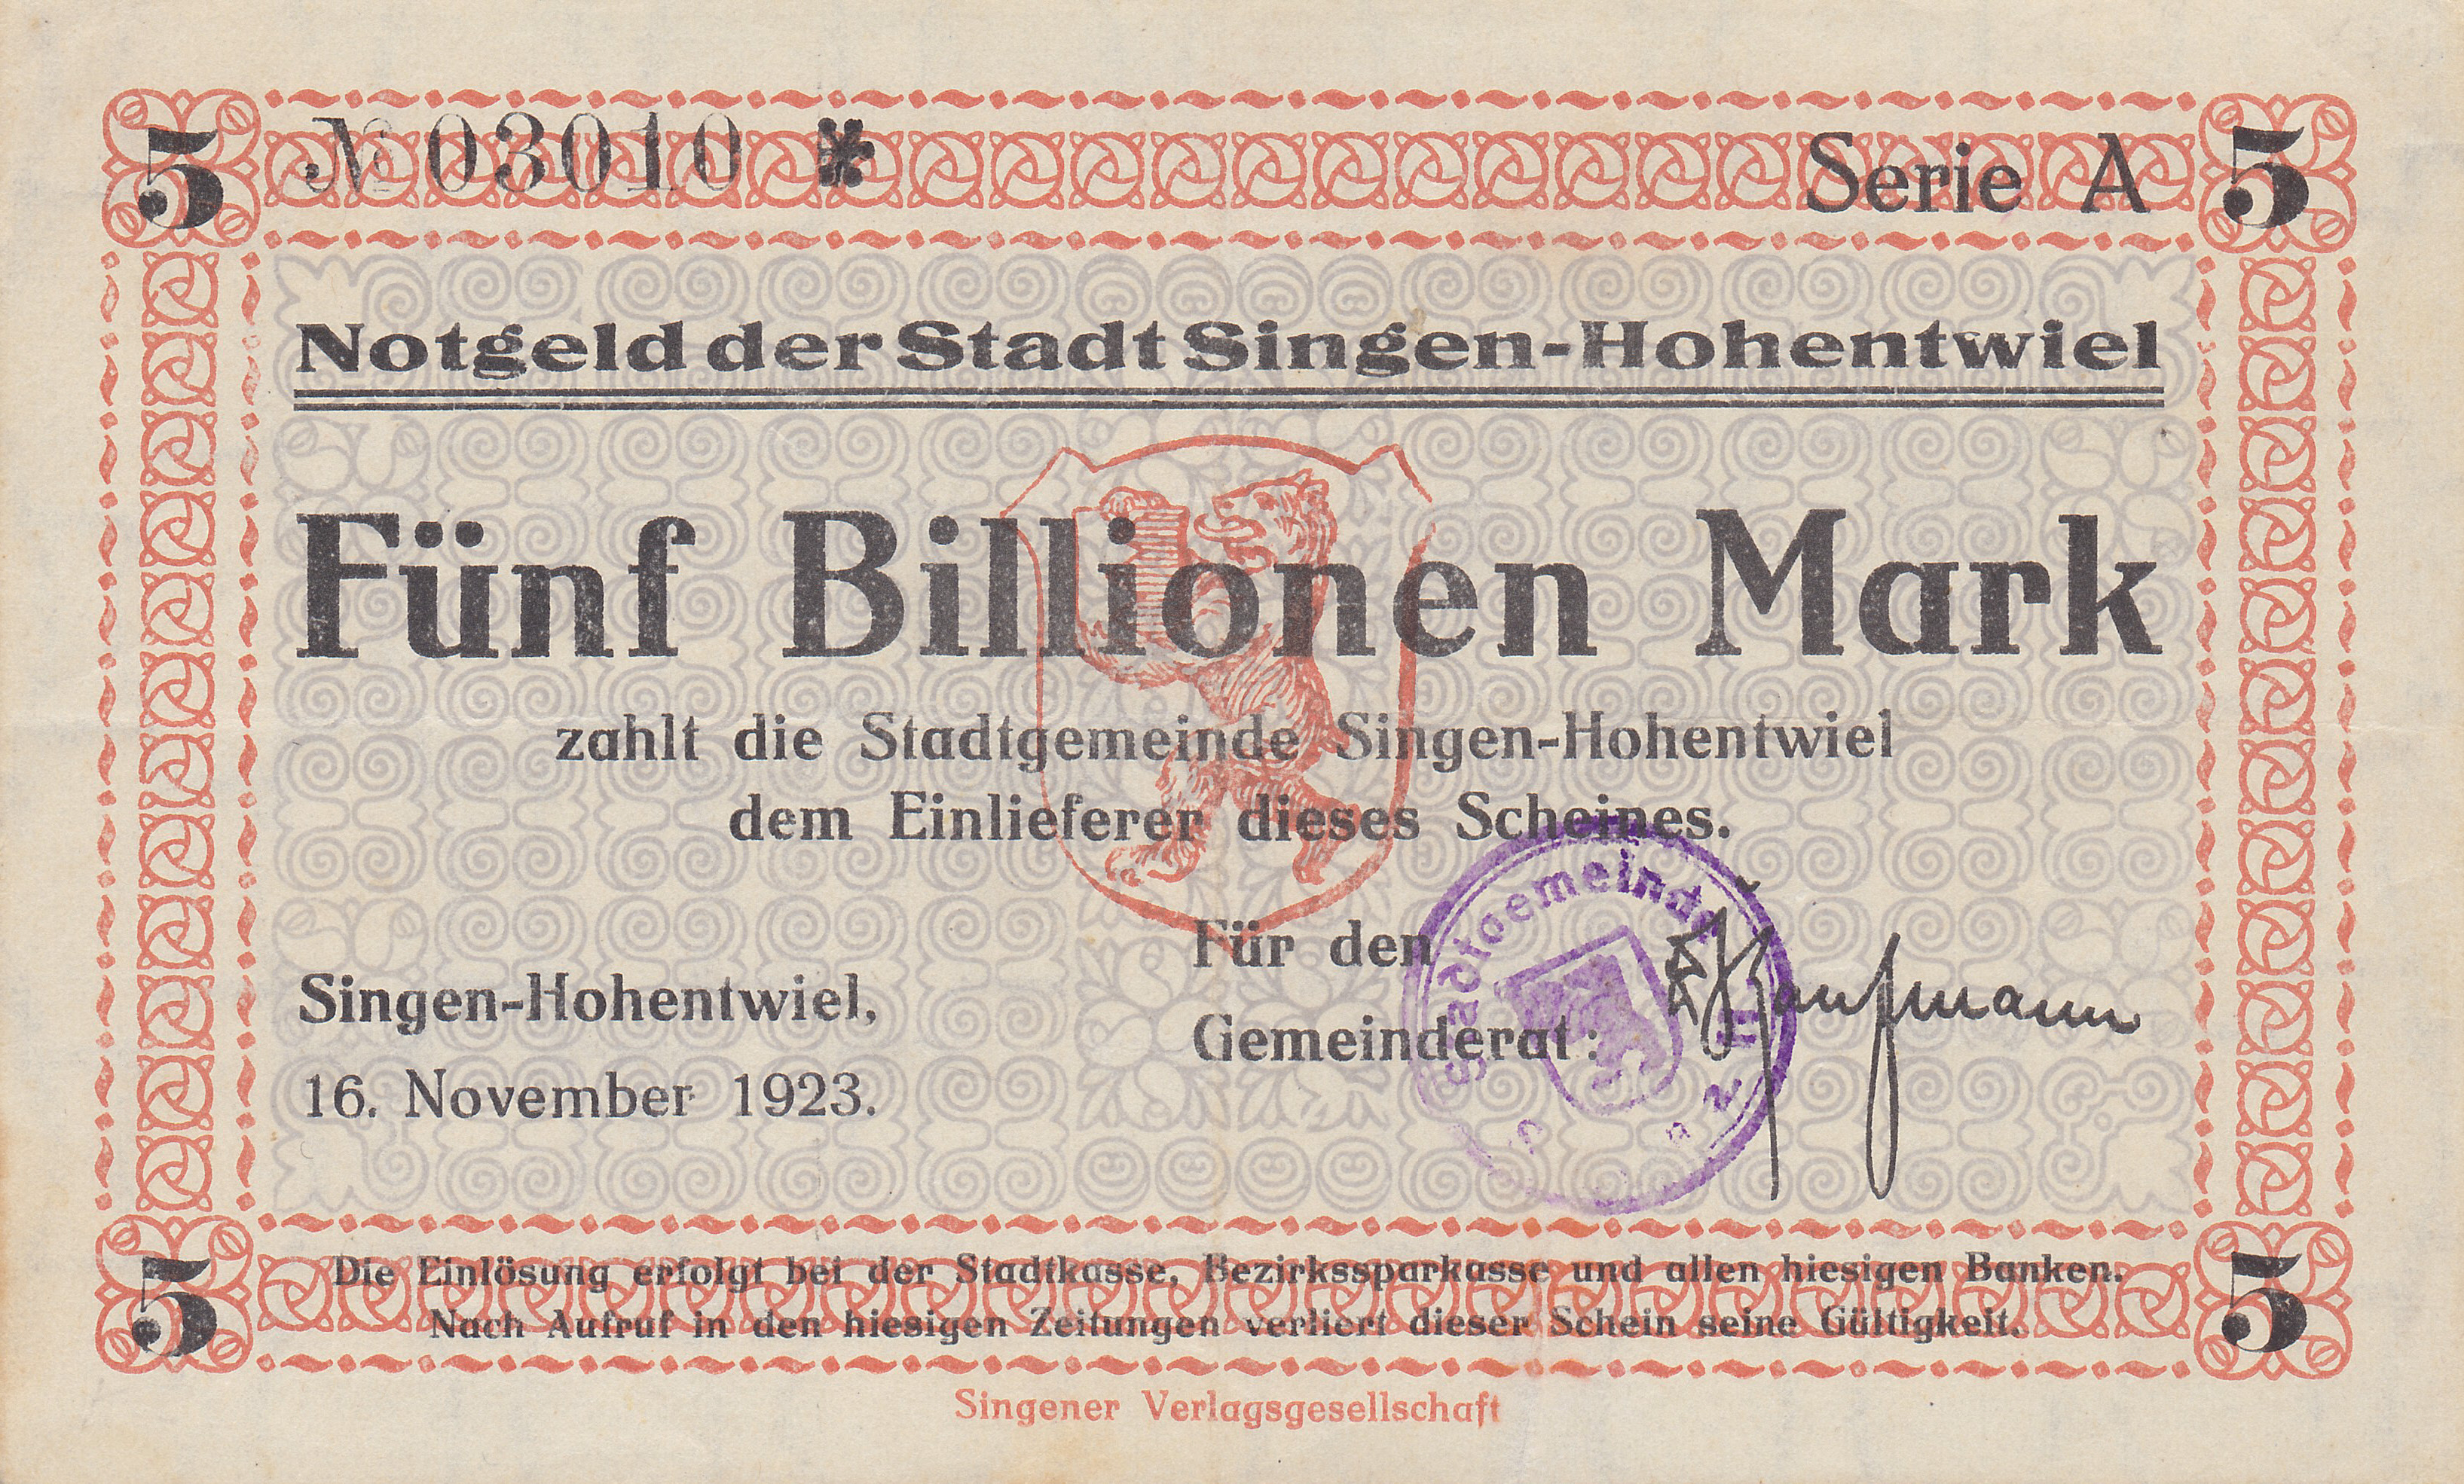 5 № 03010 * Serie A 5
Notgeld der Stadt Singen-Hohentwiel
Fünf Billionen Mark
zahlt die Stadtgemeinde Singen-Hohentwiel
dem Einlieferer dieses Scheines.
Stadtgemeinde
Für den
Gemeinderat:
Kaufmann
Singen-Hohentwiel,
16. November 1923.
5 Die Einlösung erfolgt bei der Stadtkasse, Bezirkssparkasse und allen hiesigen Banken. 5
Nach Aufruf in den hiesigen Zeitungen verliert dieser Schein seine Gültigkeit.
Singener Verlagsgesellschaft